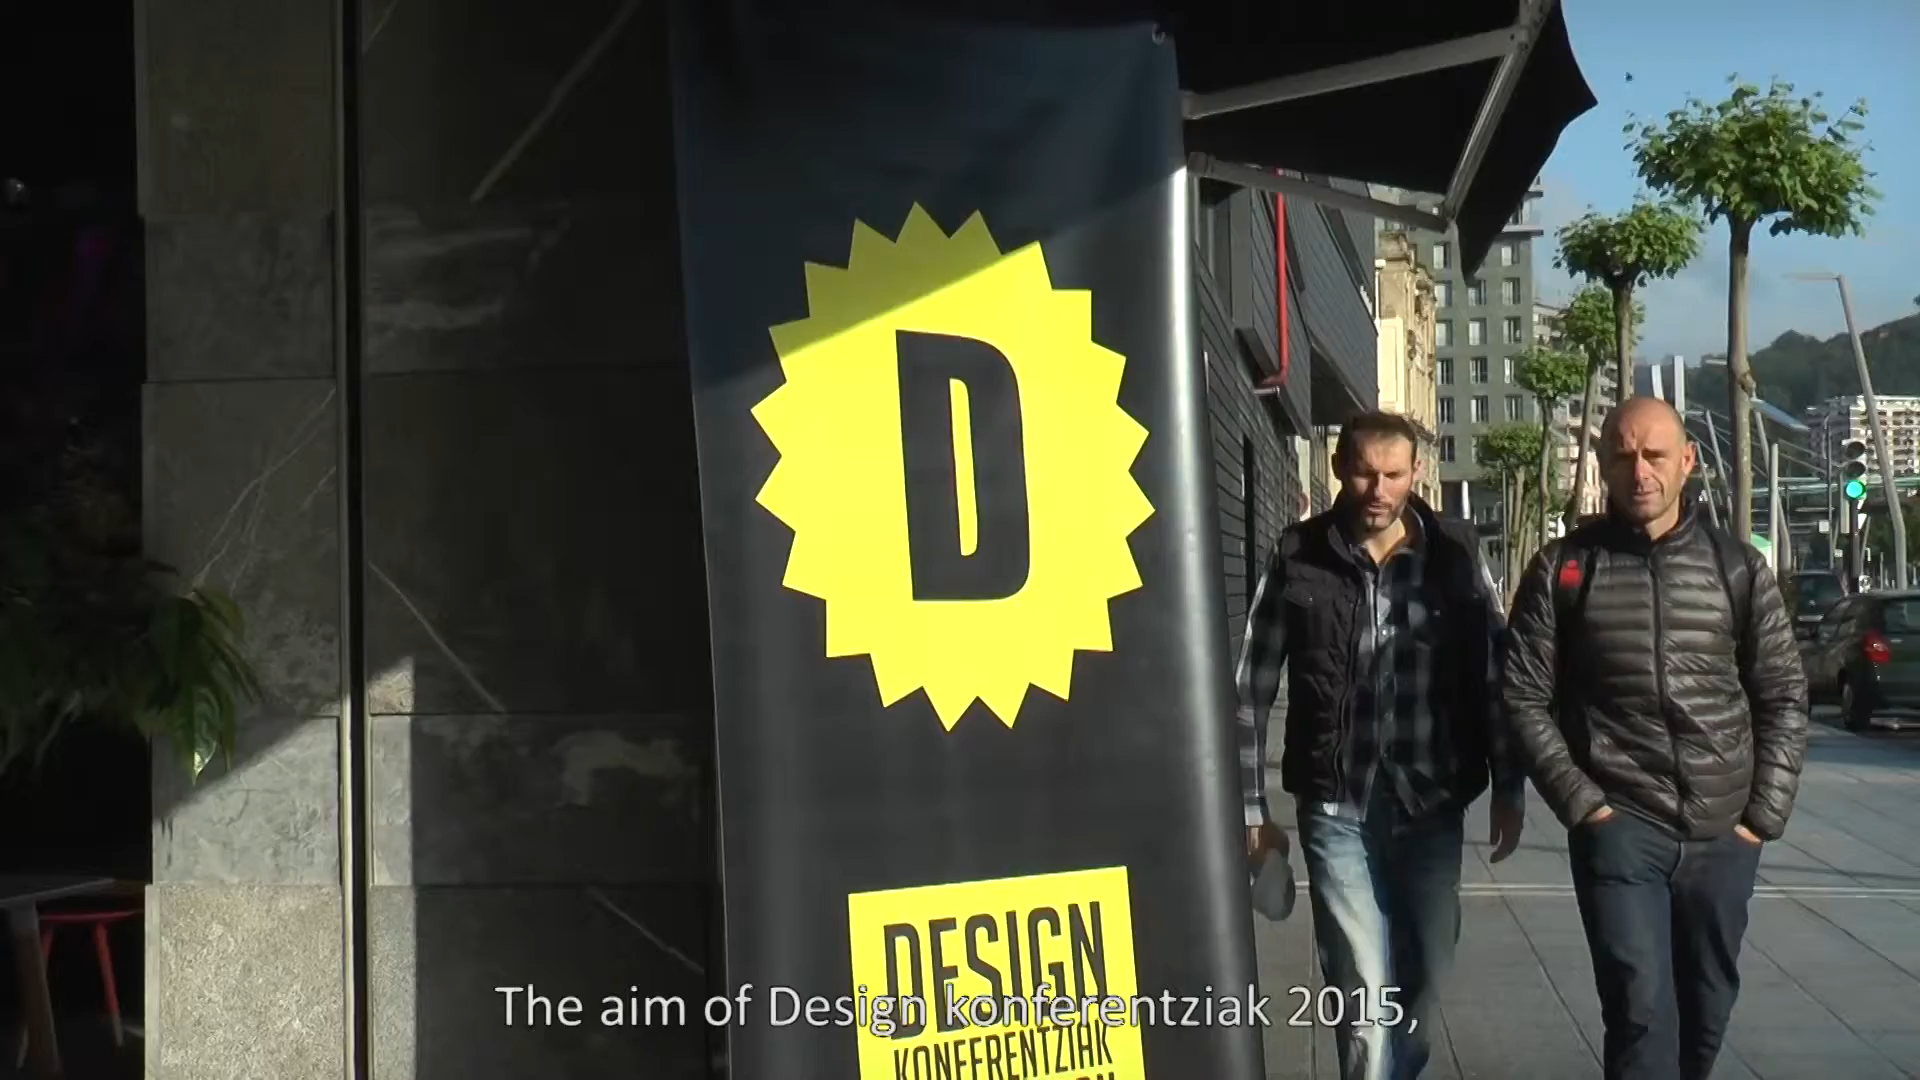 D
DESIGN
KONFERENTZIAK
The aim of Design konferentziak 2015,